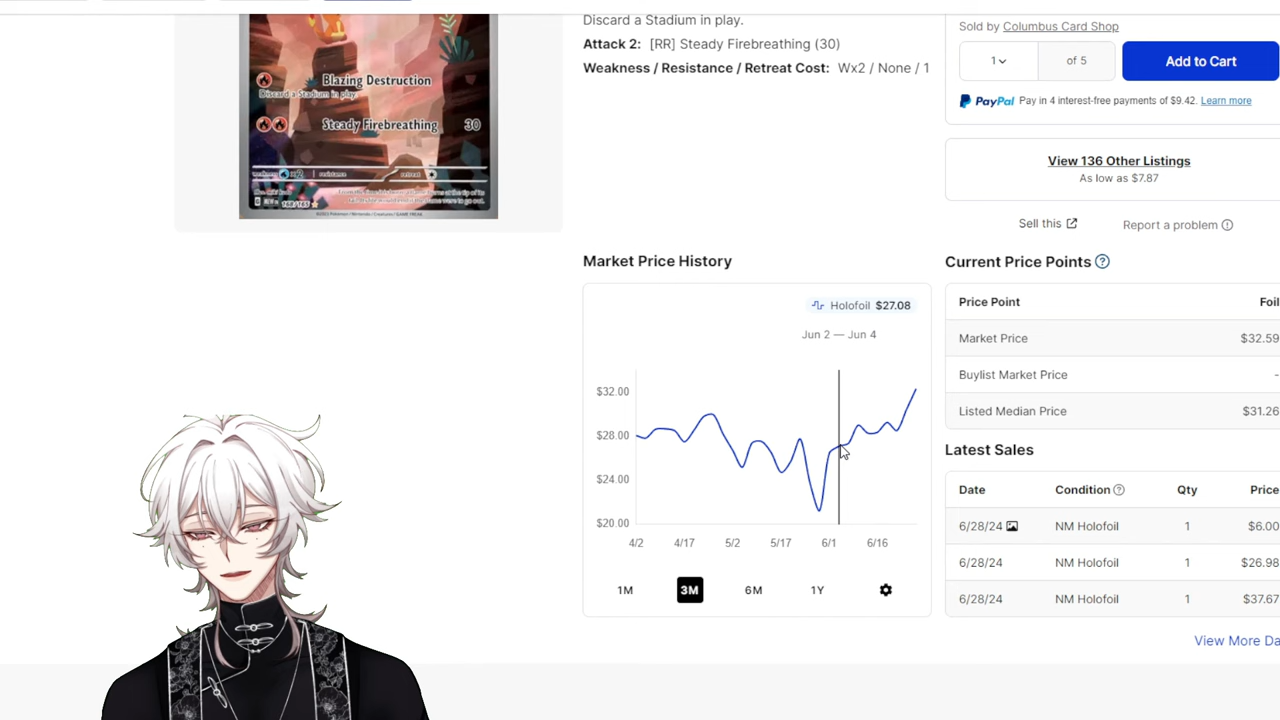 Discard a Stadium in play.
Attack 2: [RR] Steady Firebreathing (30)
Weakness / Resistance / Retreat Cost: Wx2 / None / 1
Blazing Destruction
Discard a Stadium in play.
Steady Firebreathing 30
weakness x2 resistance retreat
168/165
Sold by Columbus Card Shop
1 of 5
Add to Cart
PayPal Pay in 4 interest-free payments of $9.42. Learn more
View 136 Other Listings
As low as $7.87
Sell this
Report a problem
Market Price History
Holofoil $27.08
Jun 2 — Jun 4
$32.00
$28.00
$24.00
$20.00
4/2 4/17 5/2 5/17 6/1 6/16
1M 3M 6M 1Y
Current Price Points ?
Price Point Foil
Market Price $32.59
Buylist Market Price -
Listed Median Price $31.26
Latest Sales
Date Condition ? Qty Price
6/28/24 NM Holofoil 1 $6.00
6/28/24 NM Holofoil 1 $26.98
6/28/24 NM Holofoil 1 $37.67
View More Da